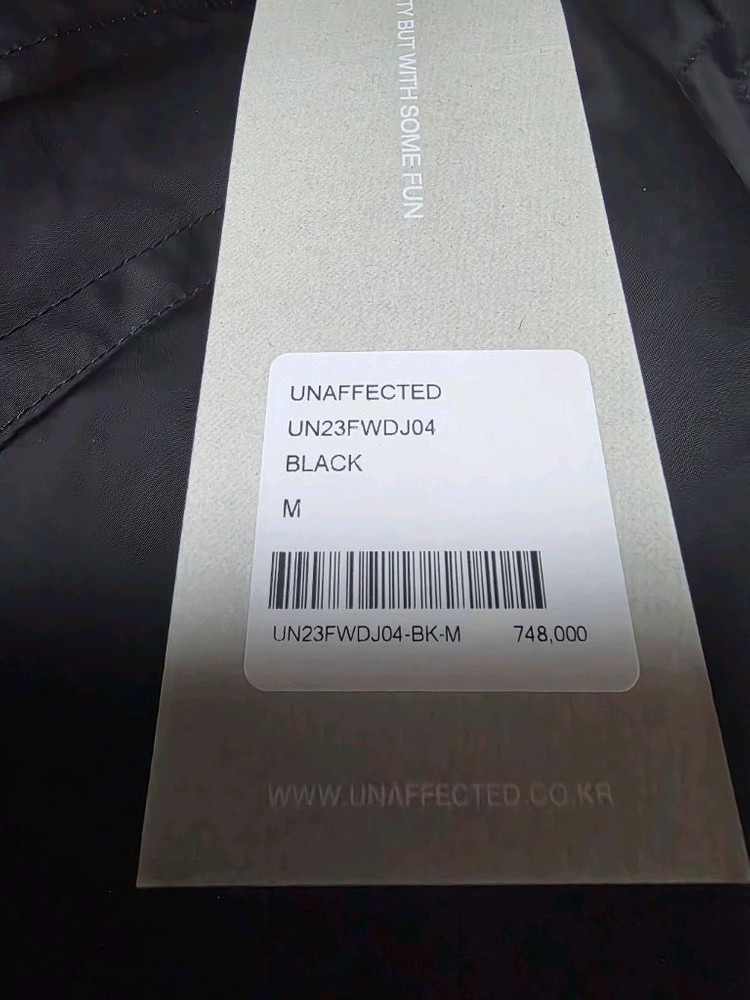 TY BUT WITH SOME FUN
UNAFFECTED
UN23FWDJ04
BLACK
M
UN23FWDJ04-BK-M 748,000
WWW.UNAFFECTED.CO.KR